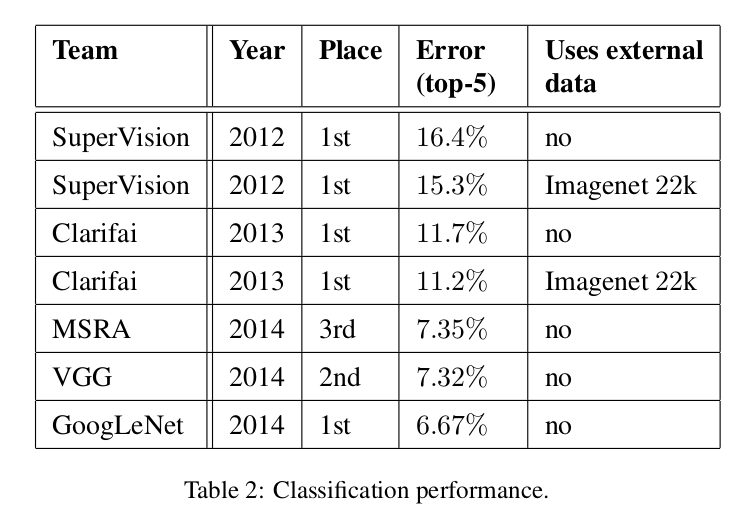 Team Year Place Error (top-5) Uses external data
SuperVision 2012 1st 16.4% no
SuperVision 2012 1st 15.3% Imagenet 22k
Clarifai 2013 1st 11.7% no
Clarifai 2013 1st 11.2% Imagenet 22k
MSRA 2014 3rd 7.35% no
VGG 2014 2nd 7.32% no
GoogLeNet 2014 1st 6.67% no
Table 2: Classification performance.